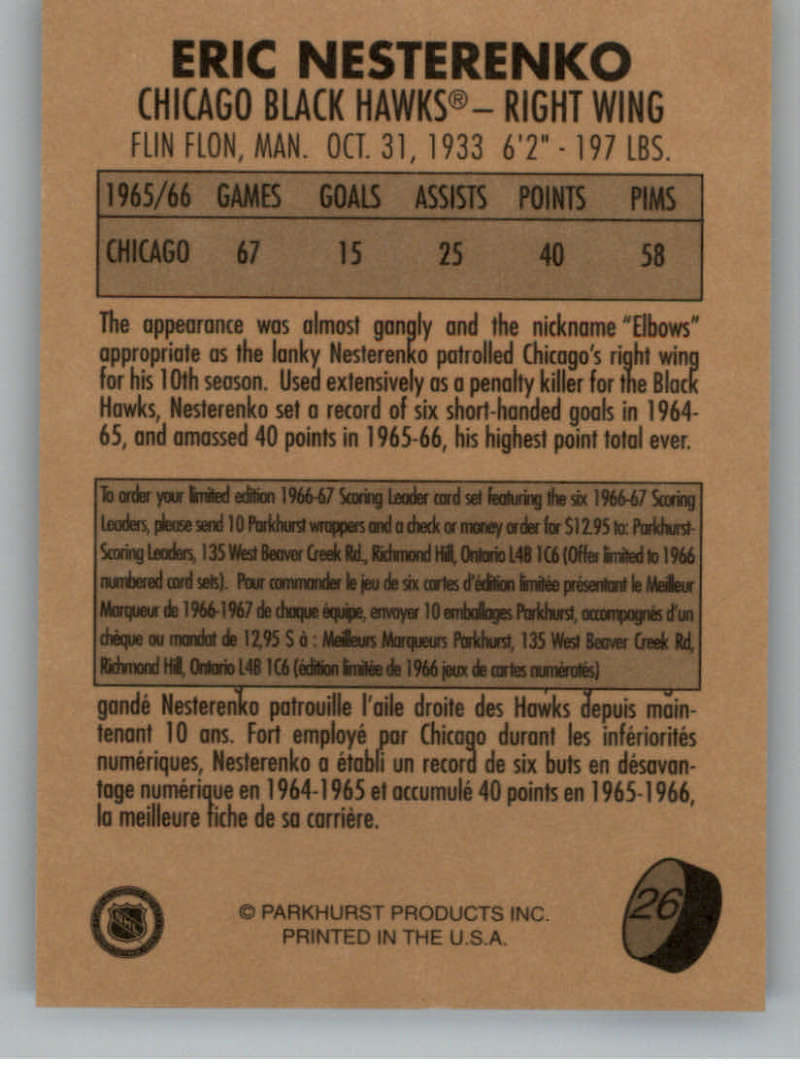 ERIC NESTERENKO
CHICAGO BLACK HAWKS® – RIGHT WING
FLIN FLON, MAN. OCT. 31, 1933 6'2" - 197 LBS.
1965/66 GAMES GOALS ASSISTS POINTS PIMS
CHICAGO 67 15 25 40 58
The appearance was almost gangly and the nickname "Elbows"
appropriate as the lanky Nesterenko patrolled Chicago's right wing
for his 10th season. Used extensively as a penalty killer for the Black
Hawks, Nesterenko set a record of six short-handed goals in 1964-
65, and amassed 40 points in 1965-66, his highest point total ever.
To order your limited edition 1966-67 Scoring Leader card set featuring the six 1966-67 Scoring
Leaders, please send 10 Parkhurst wrappers and a check or money order for $12.95 to: Parkhurst-
Scoring Leaders, 135 West Beaver Creek Rd., Richmond Hill, Ontario L4B 1C6 (Offer limited to 1966
numbered card sets). Pour commander le jeu de six cartes d'édition limitée présentant le Meilleur
Marqueur de 1966-1967 de chaque équipe, envoyer 10 emballages Parkhurst, accompagnés d'un
chèque ou mandat de 12,95 $ à : Meilleurs Marqueurs Parkhurst, 135 West Beaver Creek Rd,
Richmond Hill, Ontario L4B 1C6 (édition limitée de 1966 jeux de cartes numérotés)
gandé Nesterenko patrouille l'aile droite des Hawks depuis main-
tenant 10 ans. Fort employé par Chicago durant les infériorités
numériques, Nesterenko a établi un record de six buts en désavan-
tage numérique en 1964-1965 et accumulé 40 points en 1965-1966,
la meilleure fiche de sa carrière.
NHL
26
© PARKHURST PRODUCTS INC.
PRINTED IN THE U.S.A.